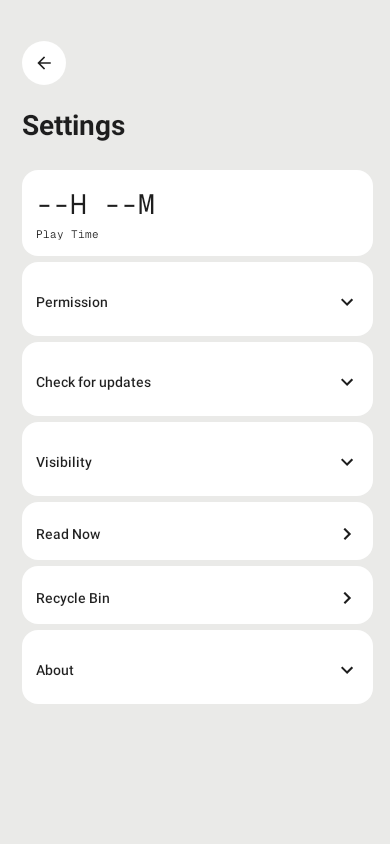 Settings
--H --M
Play Time
Permission
Check for updates
Visibility
Read Now
Recycle Bin
About